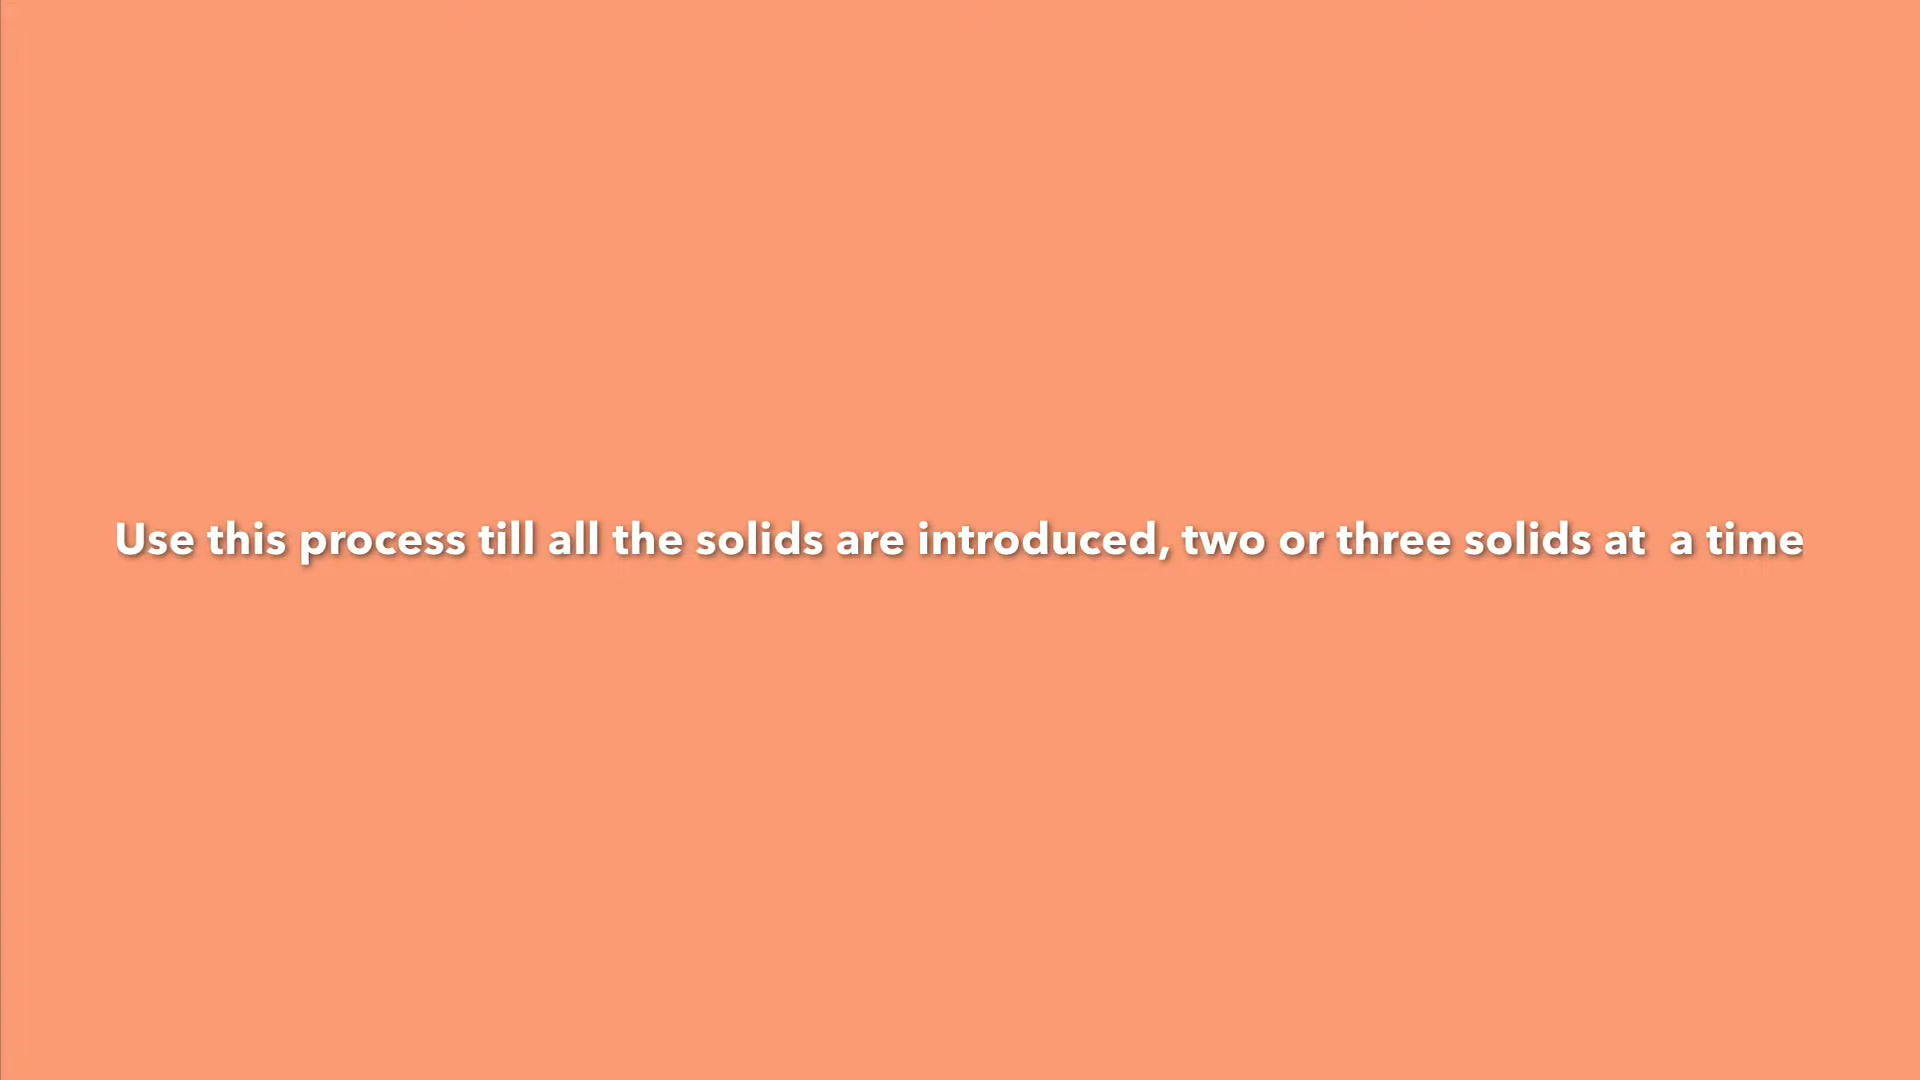 Use this process till all the solids are introduced, two or three solids at  a time